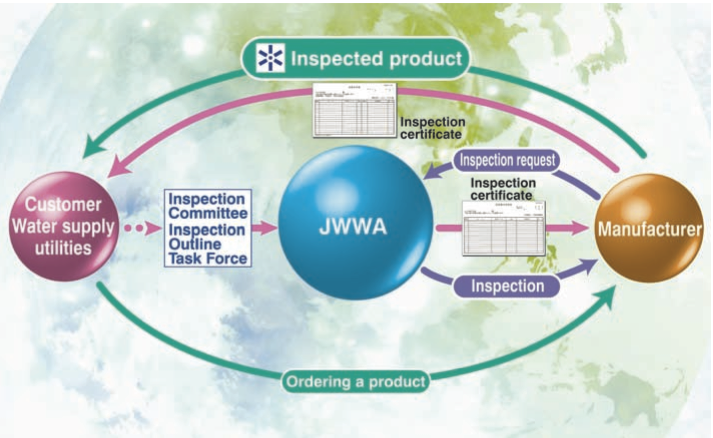 Inspected product
Inspection
certificate
Inspection request
Inspection
certificate
Customer
Water supply
utilities
Inspection
Committee
Inspection
Outline
Task Force
JWWA
Manufacturer
Inspection
Ordering a product